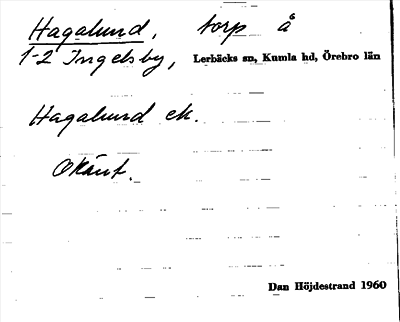 Hagalund, torp å
1-2 Ingelsby, Lerbäcks sn, Kumla hd, Örebro län
Hagalund ek.
Okänt.
Dan Höjdestrand 1960